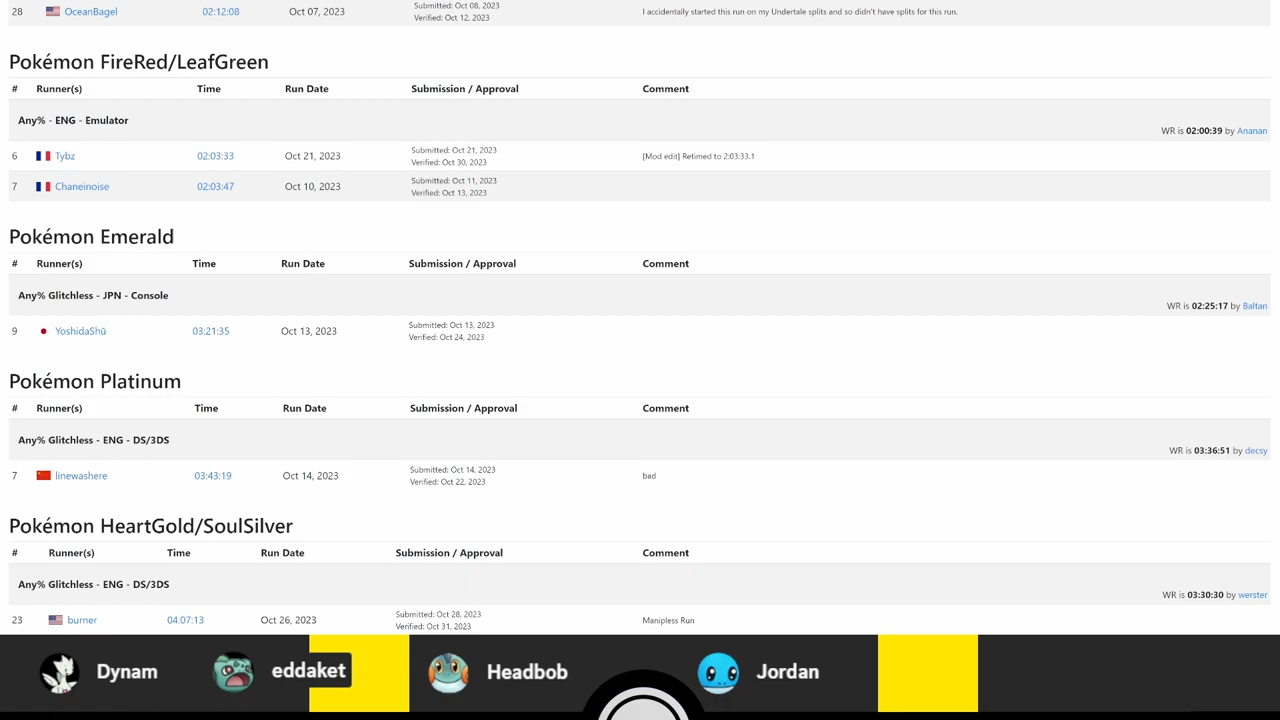 28 OceanBagel 02:12:08 Oct 07, 2023 Submitted: Oct 08, 2023 I accidentally started this run on my Undertale splits and so didn't have splits for this run.
Verified: Oct 12, 2023
Pokémon FireRed/LeafGreen
# Runner(s) Time Run Date Submission / Approval Comment
Any% - ENG - Emulator
WR is 02:00:39 by Ananan
6 Tybz 02:03:33 Oct 21, 2023 Submitted: Oct 21, 2023 [Mod edit] Retimed to 2:03:33.1
Verified: Oct 30, 2023
7 Chaneinoise 02:03:47 Oct 10, 2023 Submitted: Oct 11, 2023
Verified: Oct 13, 2023
Pokémon Emerald
# Runner(s) Time Run Date Submission / Approval Comment
Any% Glitchless - JPN - Console
WR is 02:25:17 by Baltan
9 YoshidaShū 03:21:35 Oct 13, 2023 Submitted: Oct 13, 2023
Verified: Oct 24, 2023
Pokémon Platinum
# Runner(s) Time Run Date Submission / Approval Comment
Any% Glitchless - ENG - DS/3DS
WR is 03:36:51 by decsy
7 linewashere 03:43:19 Oct 14, 2023 Submitted: Oct 14, 2023 bad
Verified: Oct 22, 2023
Pokémon HeartGold/SoulSilver
# Runner(s) Time Run Date Submission / Approval Comment
Any% Glitchless - ENG - DS/3DS
WR is 03:30:30 by werster
23 burner 04:07:13 Oct 26, 2023 Submitted: Oct 28, 2023 Manipless Run
Verified: Oct 31, 2023
Dynam eddaket Headbob Jordan